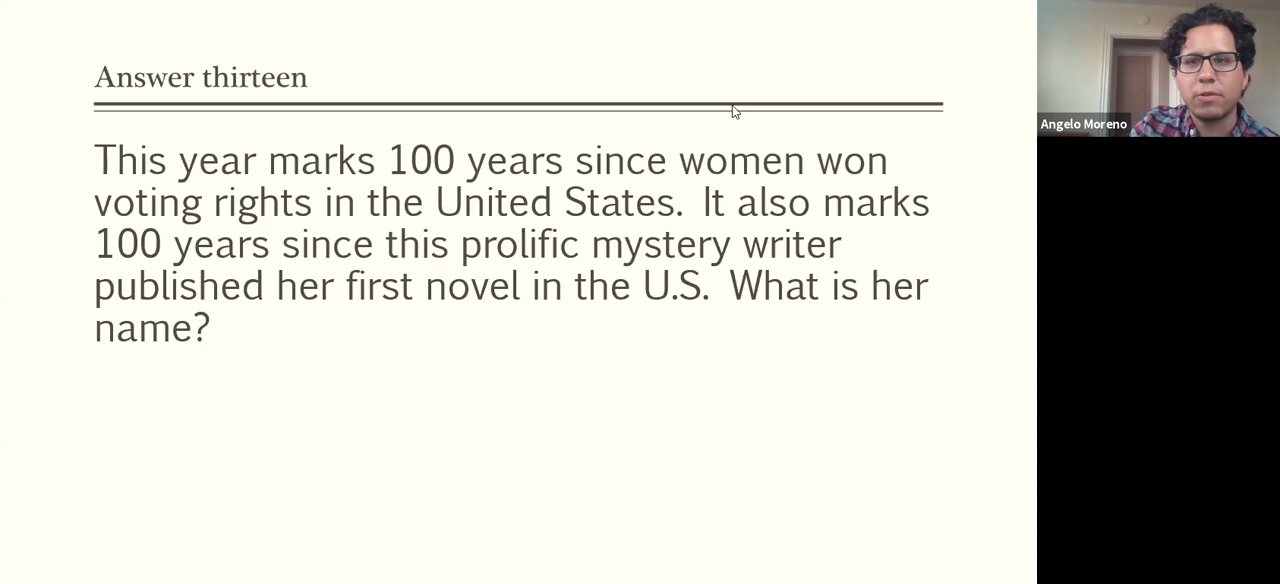 Answer thirteen
This year marks 100 years since women won
voting rights in the United States.  It also marks
100 years since this prolific mystery writer
published her first novel in the U.S.  What is her
name?
Angelo Moreno